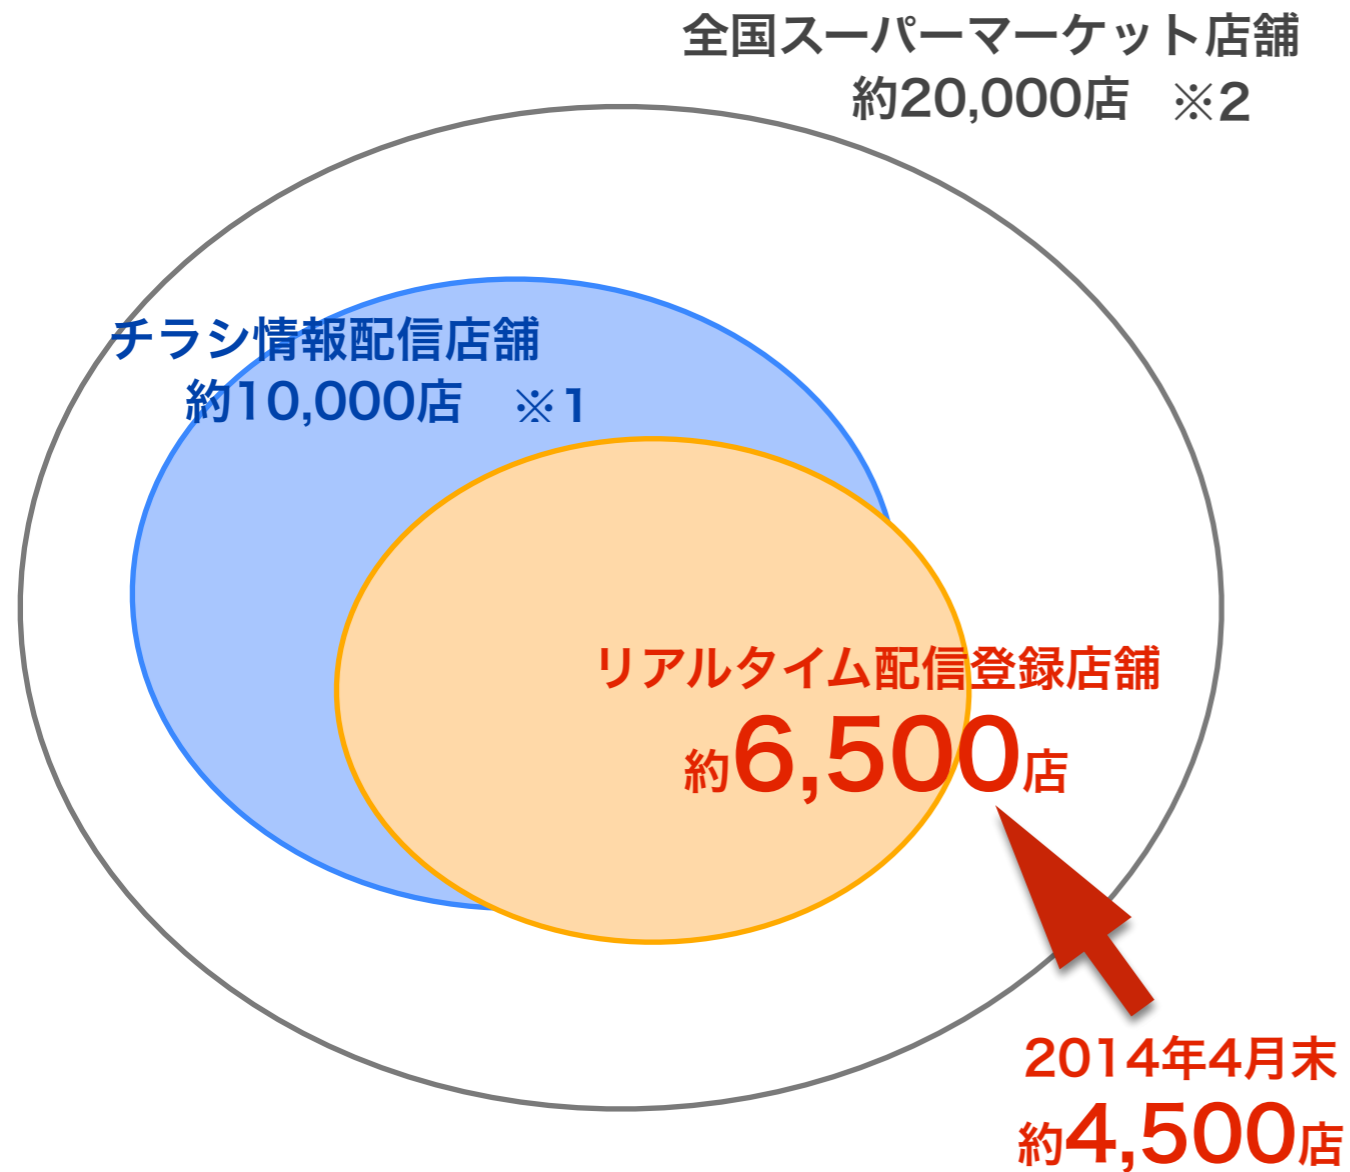 全国スーパーマーケット店舗
約20,000店 ※2
チラシ情報配信店舗
約10,000店 ※1
リアルタイム配信登録店舗
約6,500店
2014年4月末
約4,500店